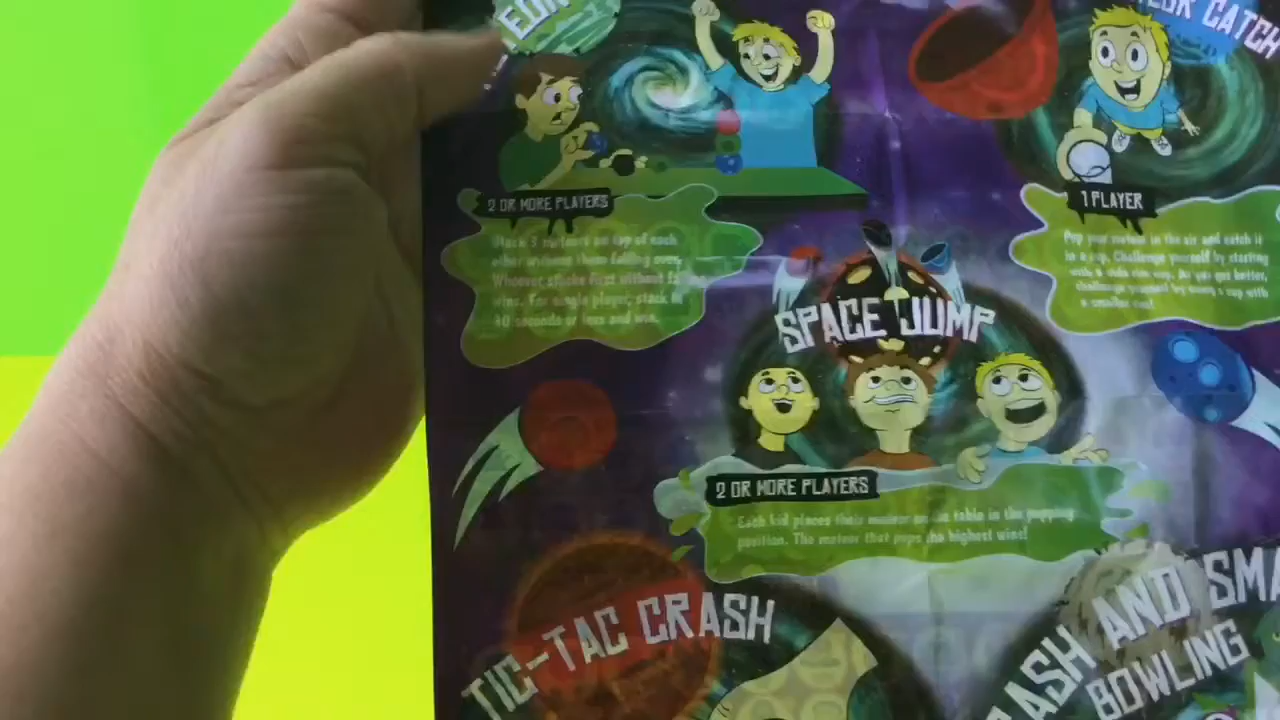 CATCH
2 OR MORE PLAYERS
Stack 3 meteors on top of each
other without them falling over.
Whoever stacks first without
wins. For single player, stack in
10 seconds or less and win.
1 PLAYER
Pop your meteor in the air and catch it
in a cup. Challenge yourself by starting
with a wide rim cup. As you get better,
challenge yourself by using a cup with
a smaller rim!
SPACE JUMP
2 OR MORE PLAYERS
Each kid places their meteor on the table in the popping
position. The meteor that pops the highest wins!
TIC-TAC CRASH
AND
BOWLING